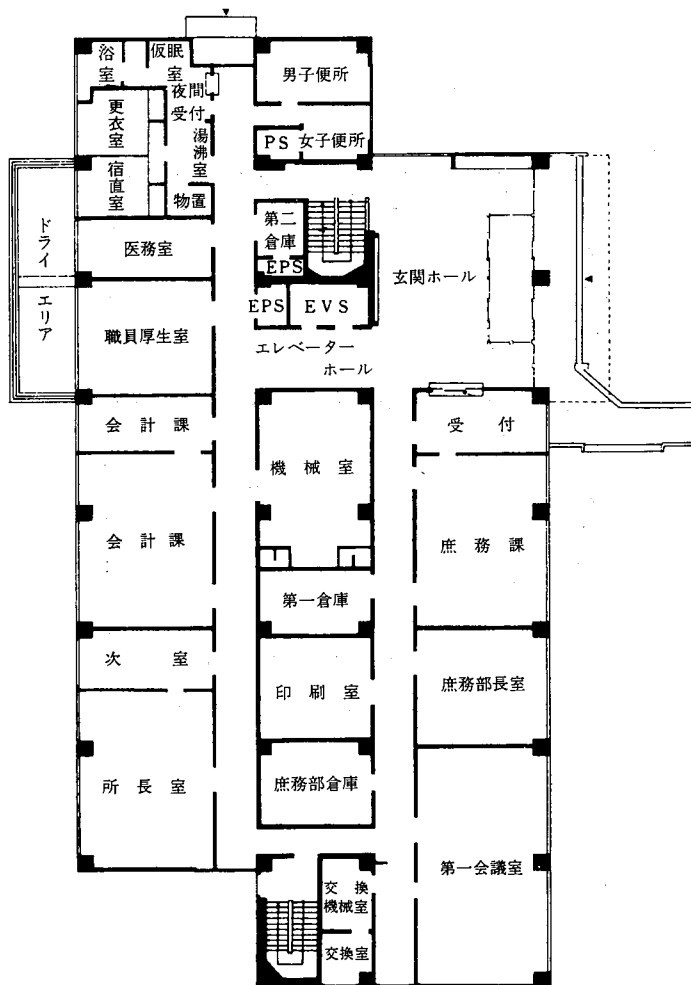 浴室
仮眠室
男子便所
夜間受付
更衣室
湯沸室
PS
女子便所
宿直室
物置
ドライエリア
第二倉庫
医務室
EPS
玄関ホール
EPS
EVS
職員厚生室
エレベーター
ホール
会計課
受付
機械室
会計課
庶務課
第一倉庫
次室
印刷室
庶務部長室
所長室
庶務部倉庫
第一会議室
交換
機械室
交換室